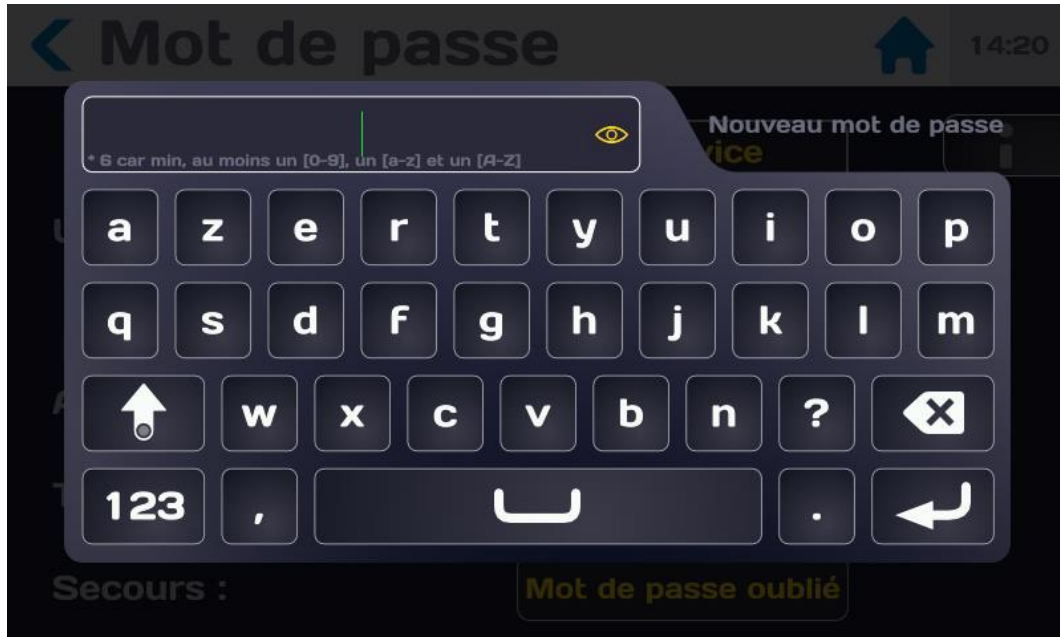 Mot de passe
14:20
Nouveau mot de passe
* 6 car min, au moins un [0-9], un [a-z] et un [A-Z]
a z e r t y u i o p
q s d f g h j k l m
w x c v b n ?
123 , .
Secours :
Mot de passe oublié